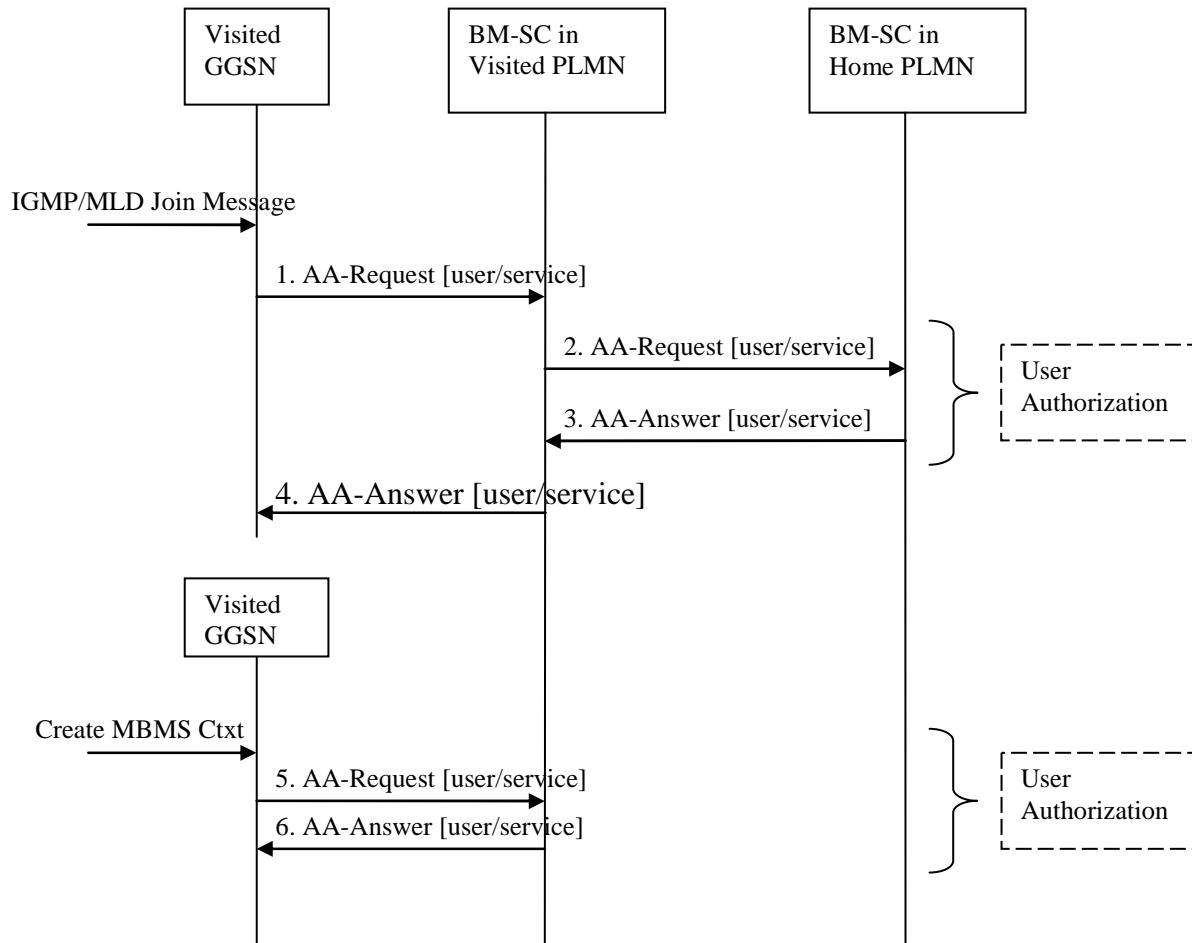 Visited
GGSN
BM-SC in
Visited PLMN
BM-SC in
Home PLMN
IGMP/MLD Join Message
1. AA-Request [user/service]
2. AA-Request [user/service]
3. AA-Answer [user/service]
User
Authorization
4. AA-Answer [user/service]
Visited
GGSN
Create MBMS Ctxt
5. AA-Request [user/service]
6. AA-Answer [user/service]
User
Authorization